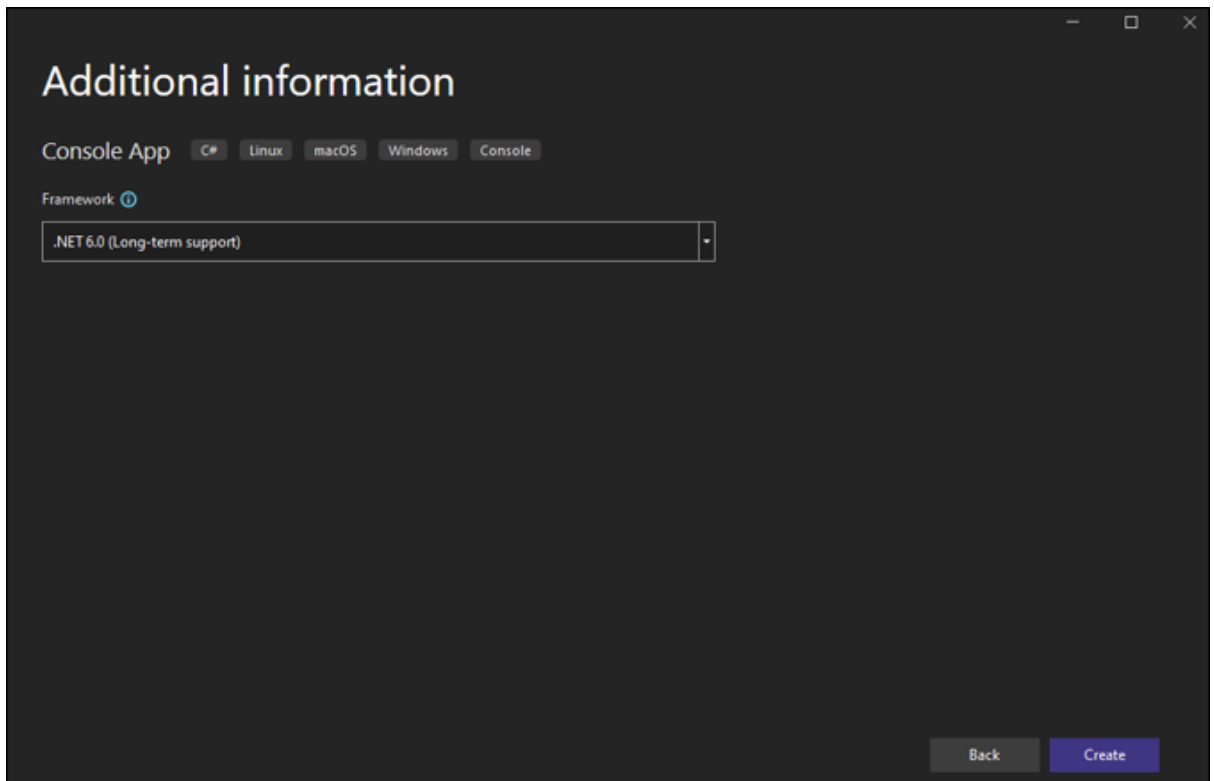 Additional information
Console App C# Linux macOS Windows Console
Framework
.NET 6.0 (Long-term support)
Back Create